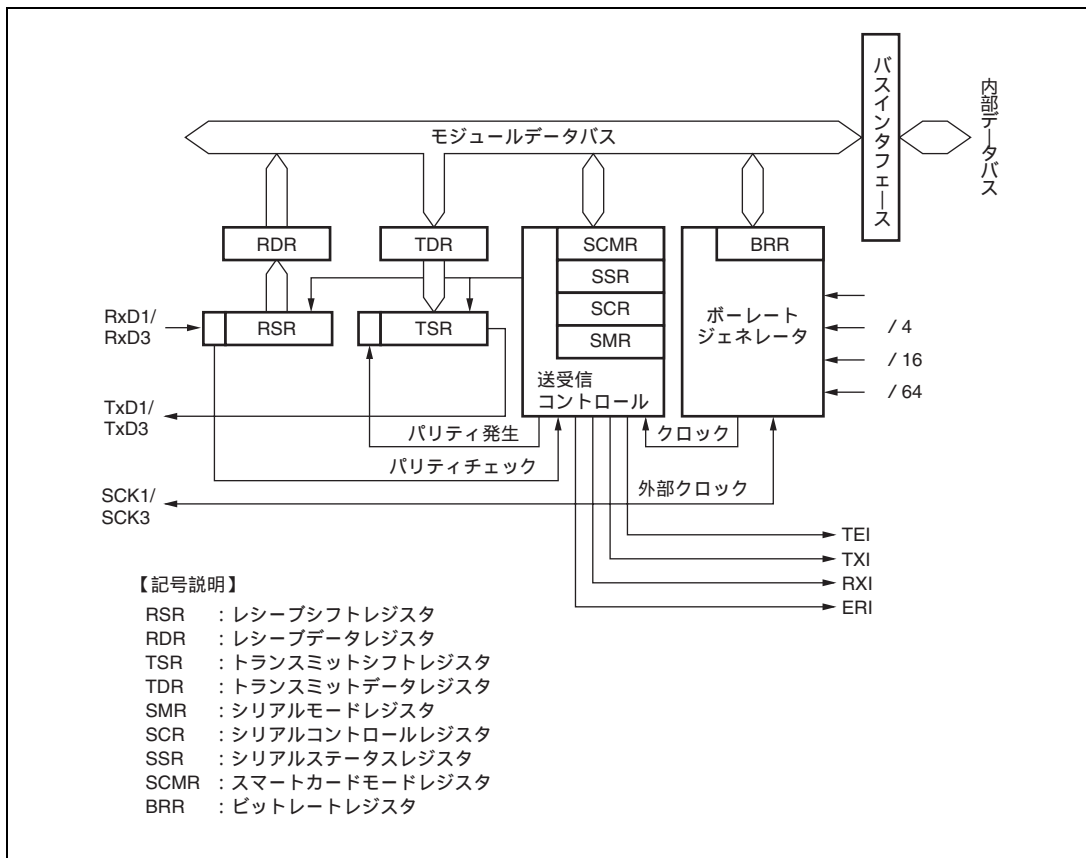 バスインタフェース
内部データバス
モジュールデータバス
RDR
TDR
SCMR
BRR
SSR
SCR
SMR
RSR
TSR
ボーレート
ジェネレータ
RxD1/
RxD3
/ 4
/ 16
/ 64
送受信
コントロール
TxD1/
TxD3
パリティ発生
クロック
パリティチェック
外部クロック
SCK1/
SCK3
TEI
TXI
RXI
ERI
【記号説明】
RSR : レシーブシフトレジスタ
RDR : レシーブデータレジスタ
TSR : トランスミットシフトレジスタ
TDR : トランスミットデータレジスタ
SMR : シリアルモードレジスタ
SCR : シリアルコントロールレジスタ
SSR : シリアルステータスレジスタ
SCMR : スマートカードモードレジスタ
BRR : ビットレートレジスタ